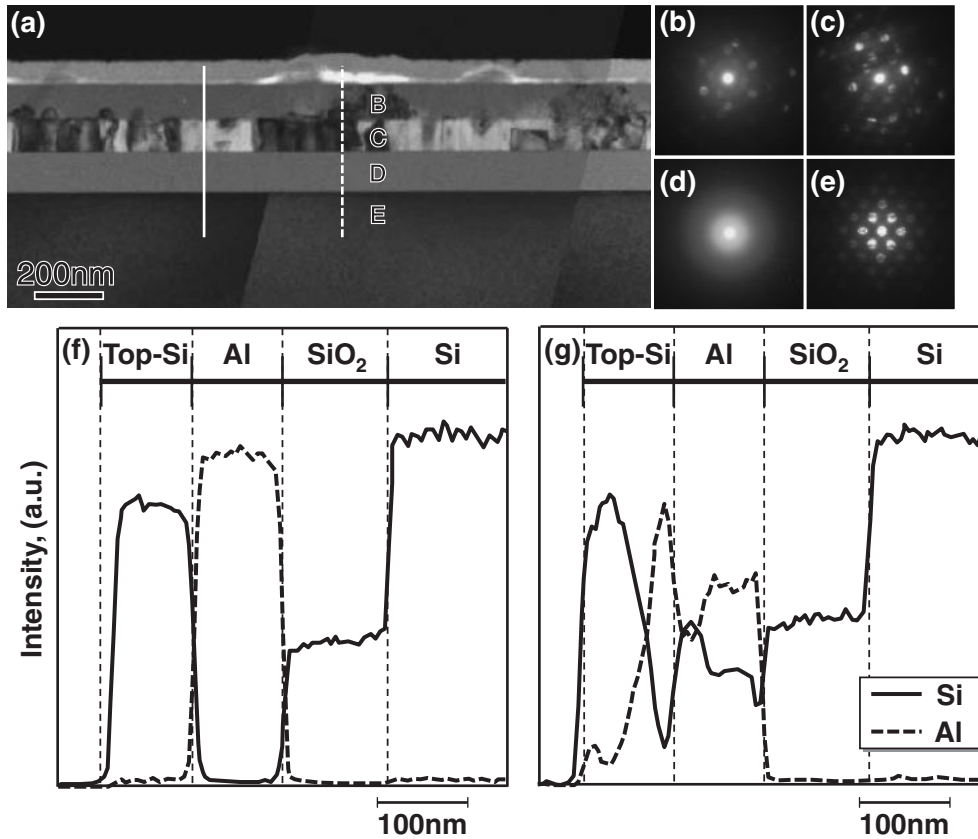 (a)
B
C
D
E
200nm
(b)
(c)
(d)
(e)
(f)
Top-Si Al SiO₂ Si
(g)
Top-Si Al SiO₂ Si
Intensity, (a.u.)
Si
Al
100nm
100nm